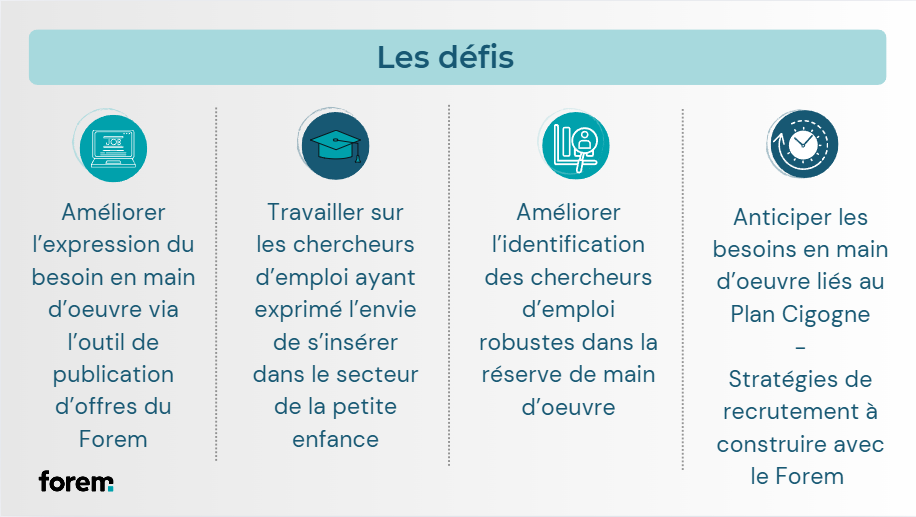 Les défis
JOB
Améliorer
l'expression du
besoin en main
d'oeuvre via
l'outil de
publication
d'offres du
Forem
Travailler sur
les chercheurs
d'emploi ayant
exprimé l'envie
de s'insérer
dans le secteur
de la petite
enfance
Améliorer
l'identification
des chercheurs
d'emploi
robustes dans la
réserve de main
d'oeuvre
Anticiper les
besoins en main
d'oeuvre liés au
Plan Cigogne
–
Stratégies de
recrutement à
construire avec
le Forem
forem